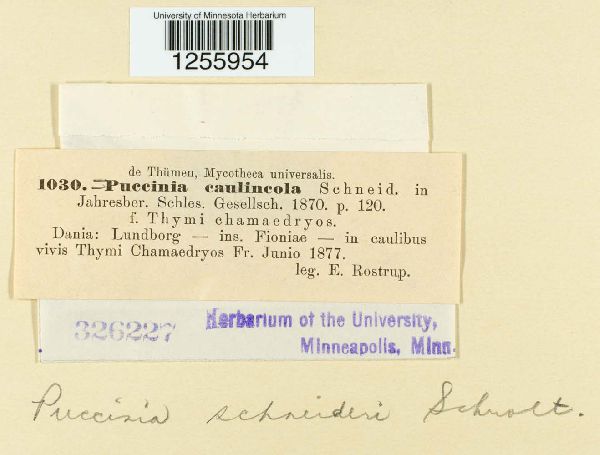 University of Minnesota Herbarium
1255954
de Thümen, Mycotheca universalis.
1030. Puccinia caulincola Schneid. in
Jahresber. Schles. Gesellsch. 1870. p. 120.
f. Thymi chamaedryos.
Dania: Lundborg — ins. Fioniae — in caulibus
vivis Thymi Chamaedryos Fr. Junio 1877.
leg. E. Rostrup.
326227 Herbarium of the University,
Minneapolis, Minn.
Puccinia schneideri Schroet.